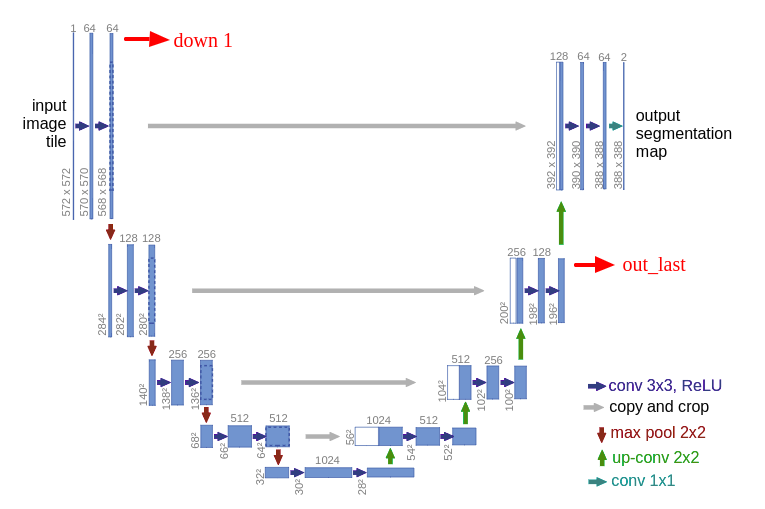 1 64 64
down 1
input
image
tile
572 x 572
570 x 570
568 x 568
128 64 64 2
output
segmentation
map
392 x 392
390 x 390
388 x 388
388 x 388
128 128
284²
282²
280²
256 128
out_last
200²
198²
196²
256 256
140²
138²
136²
512 256
104²
102²
100²
512 512
68²
66²
64²
1024 512
56²
54²
52²
1024
32²
30²
28²
conv 3x3, ReLU
copy and crop
max pool 2x2
up-conv 2x2
conv 1x1